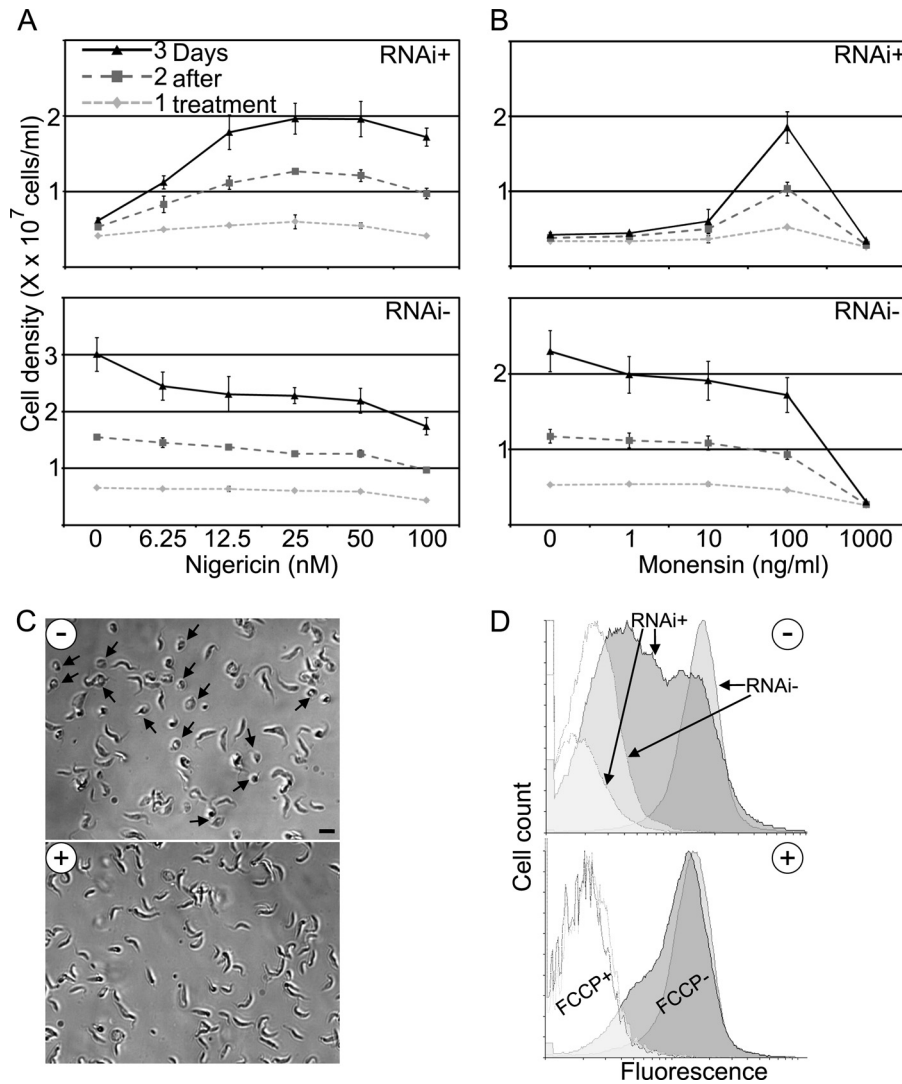 A
B
Cell density (X x 10⁷ cells/ml)
3 Days
2 after
1 treatment
RNAi+
2
1
RNAi+
2
1
RNAi-
3
2
1
0 6.25 12.5 25 50 100
Nigericin (nM)
RNAi-
2
1
0 1 10 100 1000
Monensin (ng/ml)
C
-
+
D
RNAi+
-
RNAi-
Cell count
+
FCCP+
FCCP-
Fluorescence